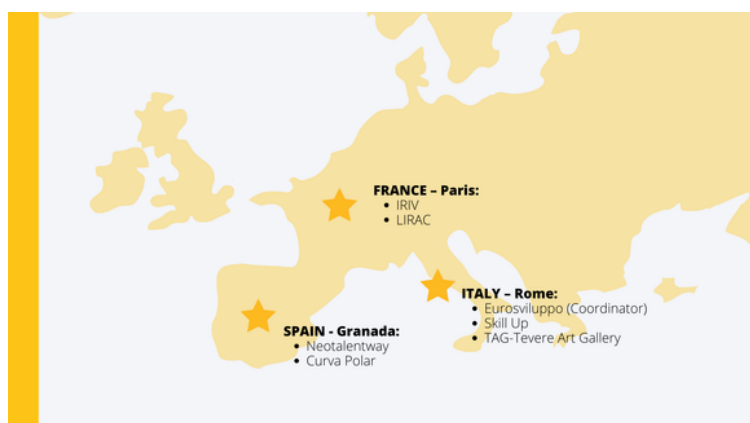 FRANCE – Paris:
• IRIV
• LIRAC
ITALY – Rome:
• Eurosviluppo (Coordinator)
• Skill Up
• TAG-Tevere Art Gallery
SPAIN - Granada:
• Neotalentway
• Curva Polar